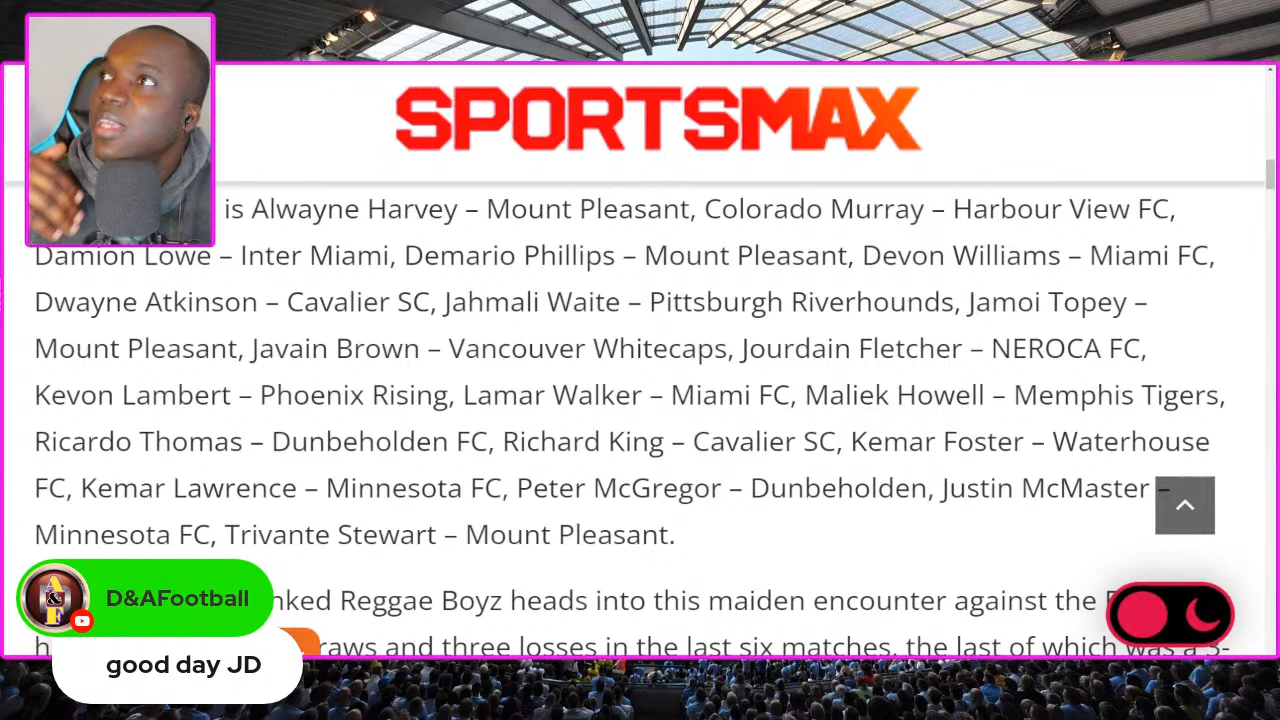 SPORTSMAX
is Alwayne Harvey – Mount Pleasant, Colorado Murray – Harbour View FC,
Damion Lowe – Inter Miami, Demario Phillips – Mount Pleasant, Devon Williams – Miami FC,
Dwayne Atkinson – Cavalier SC, Jahmali Waite – Pittsburgh Riverhounds, Jamoi Topey –
Mount Pleasant, Javain Brown – Vancouver Whitecaps, Jourdain Fletcher – NEROCA FC,
Kevon Lambert – Phoenix Rising, Lamar Walker – Miami FC, Maliek Howell – Memphis Tigers,
Ricardo Thomas – Dunbeholden FC, Richard King – Cavalier SC, Kemar Foster – Waterhouse
FC, Kemar Lawrence – Minnesota FC, Peter McGregor – Dunbeholden, Justin McMaster –
Minnesota FC, Trivante Stewart – Mount Pleasant.
Reggae Boyz heads into this maiden encounter against the
and three losses in the last six matches, the last of which was a 3-
D&AFootball
good day JD